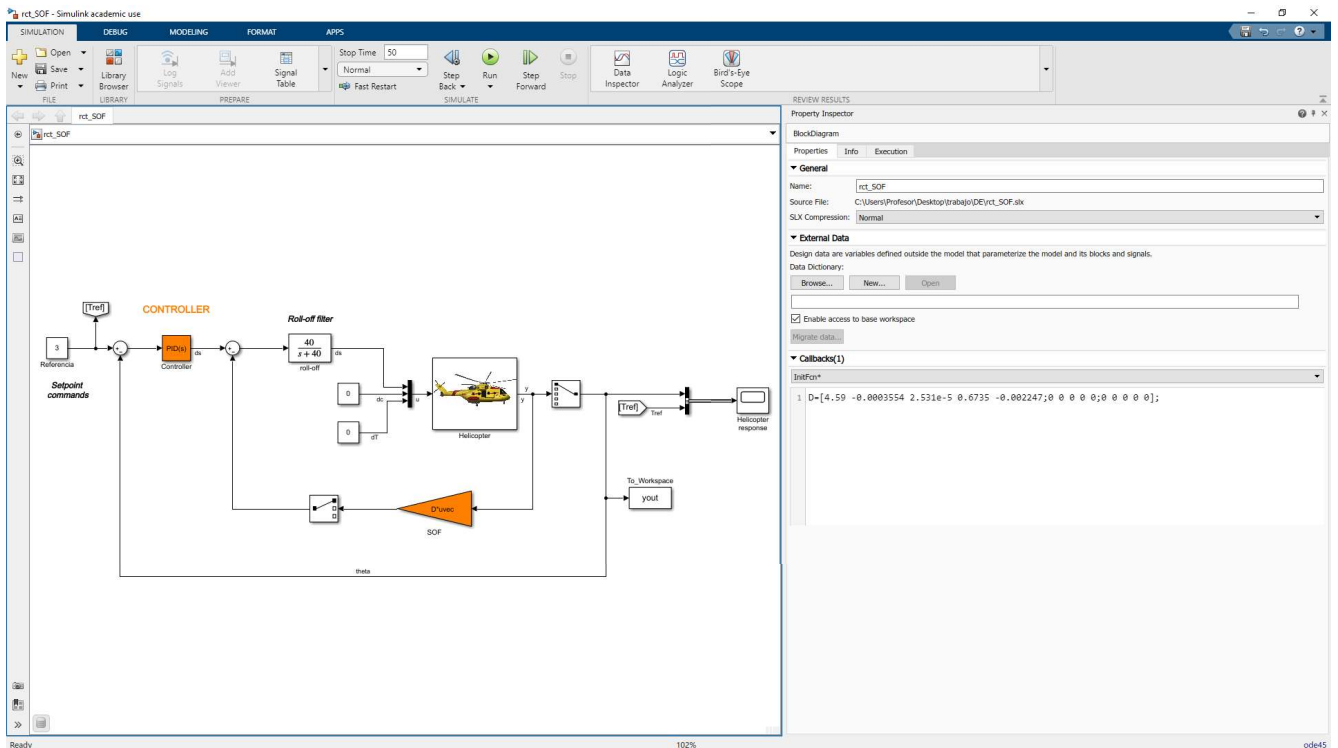 rct_SOF - Simulink academic use
SIMULATION DEBUG MODELING FORMAT APPS
New
Open
Save
Print
FILE
Library
Browser
LIBRARY
Log
Signals
Add
Viewer
Signal
Table
PREPARE
Stop Time 50
Normal
Fast Restart
Step
Back
Run
Step
Forward
Stop
SIMULATE
Data
Inspector
Logic
Analyzer
Bird's-Eye
Scope
REVIEW RESULTS
rct_SOF
rct_SOF
[Tref]
CONTROLLER
3
Referencia
Setpoint
commands
PID(s)
ds
Controller
Roll-off filter
40
s + 40
ds
roll-off
0
dc
0
dT
u
Helicopter
y
y
[Tref]
Tref
Helicopter
response
To_Workspace
yout
D*uvec
SOF
theta
Property Inspector
BlockDiagram
Properties Info Execution
General
Name: rct_SOF
Source File: C:\Users\Profesor\Desktop\trabajo\DE\rct_SOF.slx
SLX Compression: Normal
External Data
Design data are variables defined outside the model that parameterize the model and its blocks and signals.
Data Dictionary:
Browse... New... Open
Enable access to base workspace
Migrate data...
Callbacks(1)
InitFcn*
1 D=[4.59 -0.0003554 2.531e-5 0.6735 -0.002247;0 0 0 0 0;0 0 0 0 0];
Ready 102% ode45